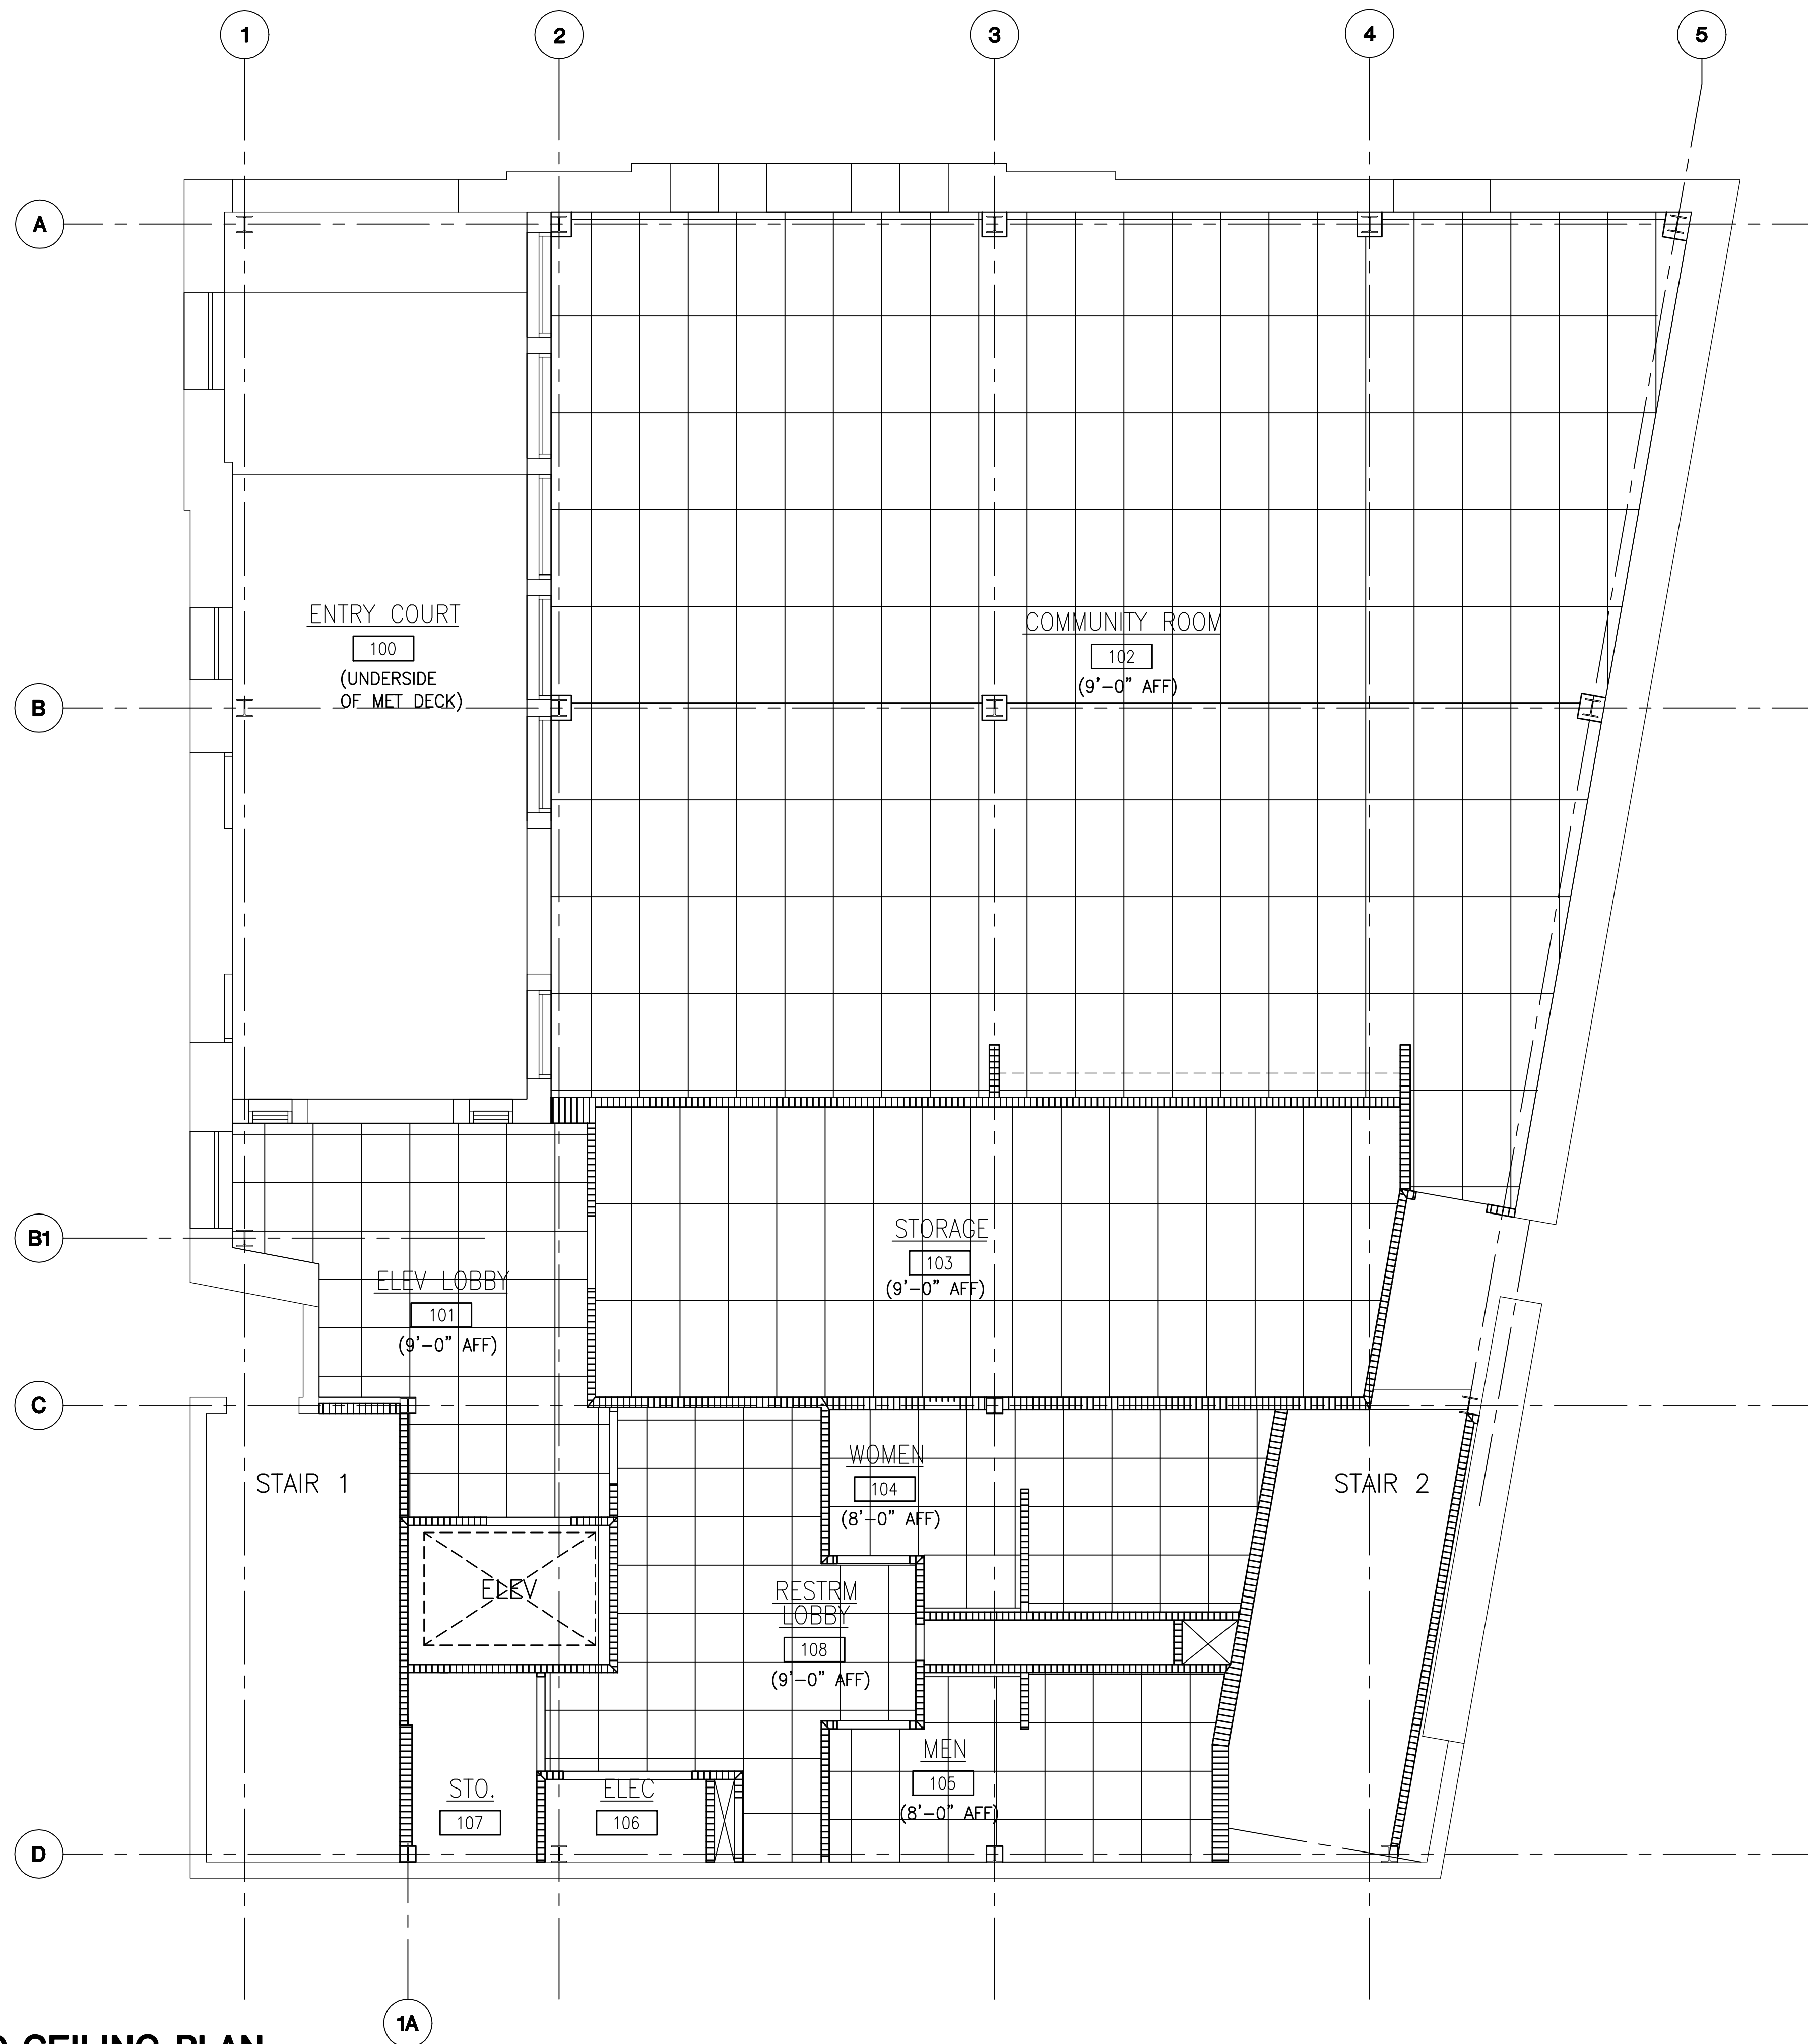 1 2 3 4 5
A
ENTRY COURT
100
(UNDERSIDE
OF MET DECK)
COMMUNITY ROOM
102
(9'-0" AFF)
B
B1
STORAGE
103
(9'-0" AFF)
ELEV LOBBY
101
(9'-0" AFF)
C
WOMEN
104
(8'-0" AFF)
STAIR 1
STAIR 2
ELEV
RESTRM
LOBBY
108
(9'-0" AFF)
MEN
105
(8'-0" AFF)
STO.
107
ELEC
106
D
1A
CEILING PLAN